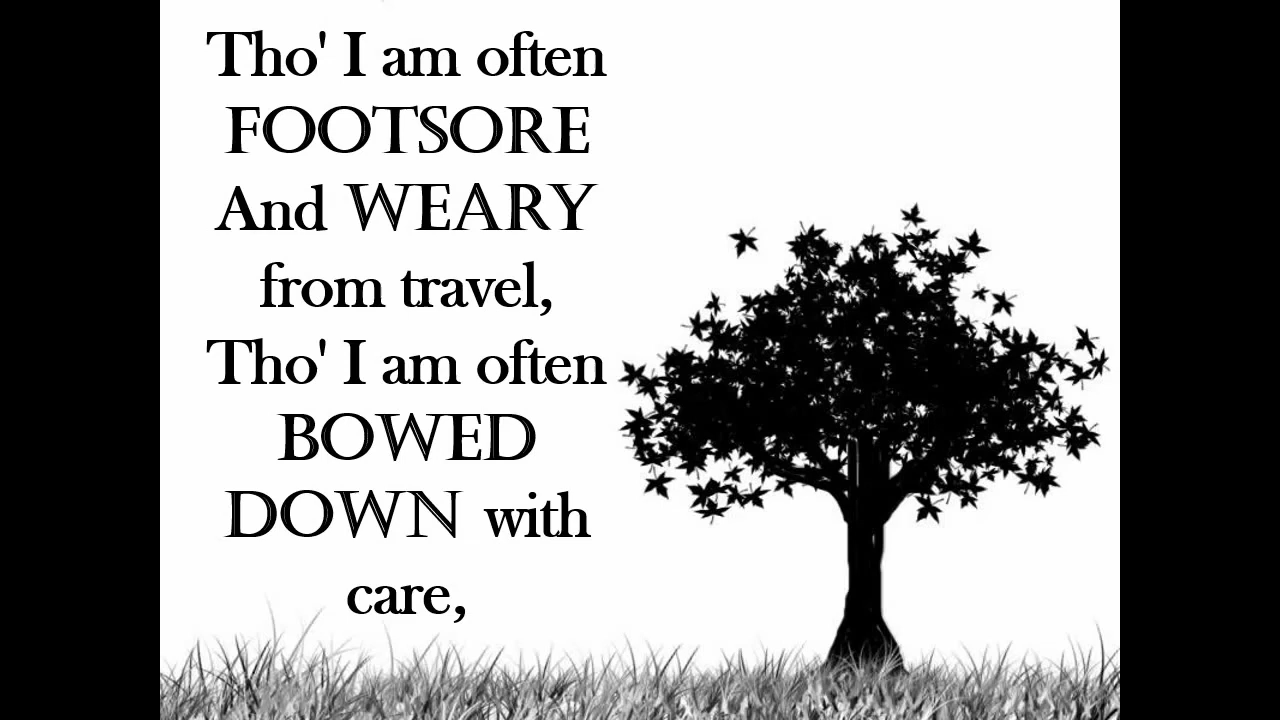 Tho' I am often
FOOTSORE
And WEARY
from travel,
Tho' I am often
BOWED
DOWN with
care,